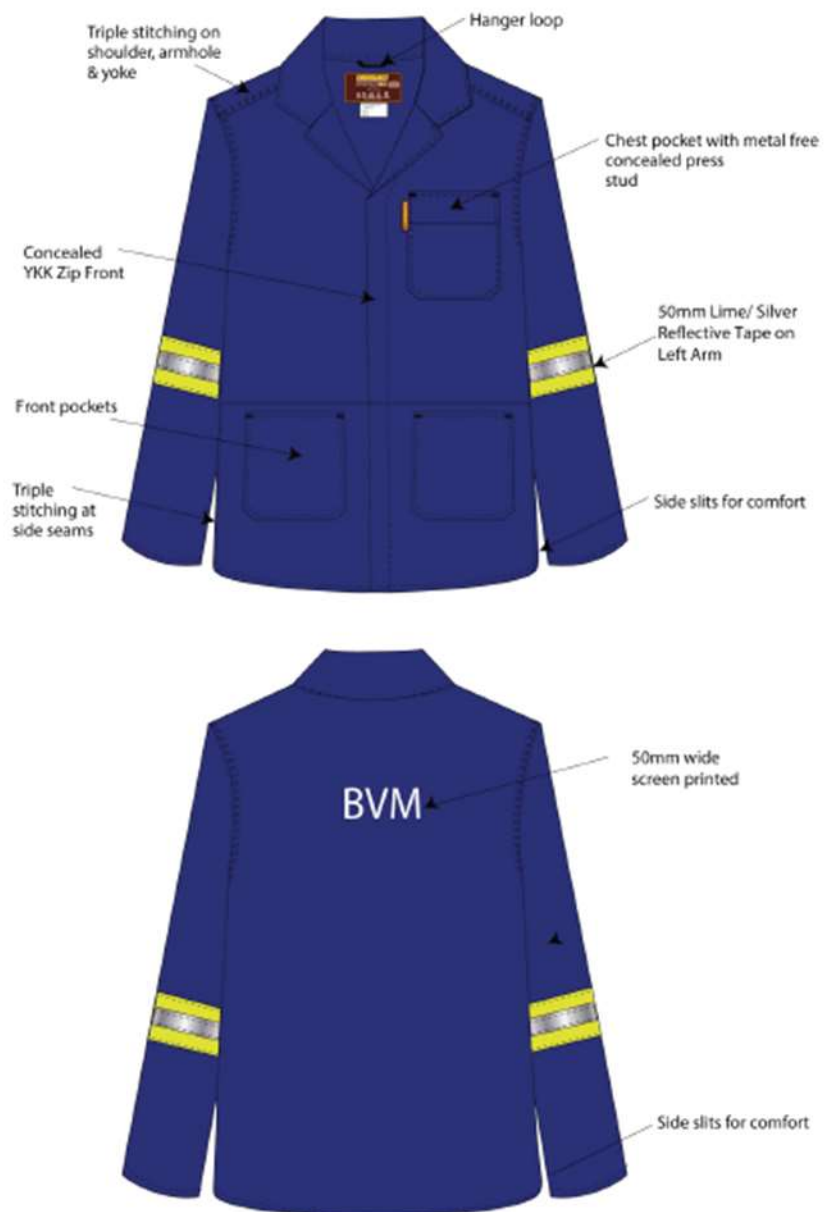 Hanger loop
Triple stitching on
shoulder, armhole
& yoke
Chest pocket with metal free
concealed press
stud
Concealed
YKK Zip Front
50mm Lime/ Silver
Reflective Tape on
Left Arm
Front pockets
Triple
stitching at
side seams
Side slits for comfort
50mm wide
screen printed
BVM
Side slits for comfort